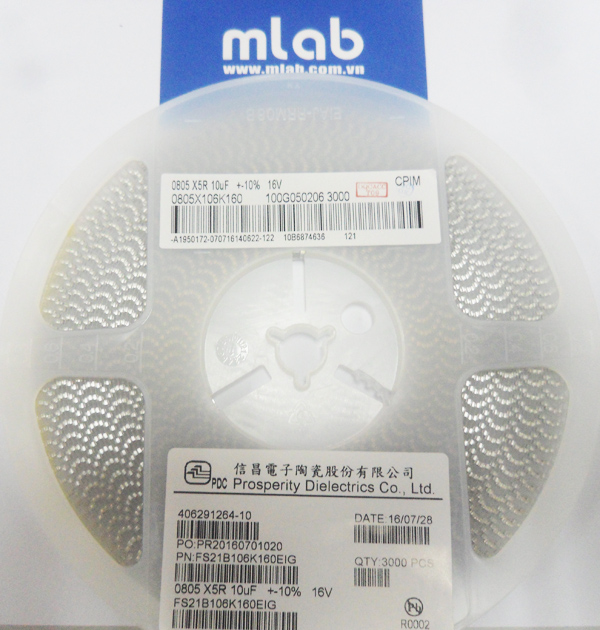 mlab
www.mlab.com.vn
0805 X5R 10uF +-10% 16V
CPIM
0805X106K160 100G050206 3000
-A1950172-070716140622-122 10B6874636 121
信昌電子陶瓷股份有限公司
PDC Prosperity Dielectrics Co., Ltd.
406291264-10
DATE:16/07/28
PO:PR20160701020
PN:FS21B106K160EIG
QTY:3000 PCS
0805 X5R 10uF +-10% 16V
FS21B106K160EIG
R0002